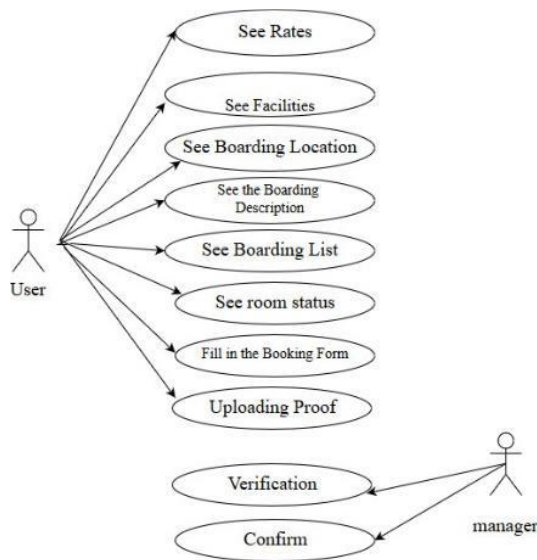 See Rates
See Facilities
See Boarding Location
See the Boarding
Description
See Boarding List
User
See room status
Fill in the Booking Form
Uploading Proof
Verification
manager
Confirm